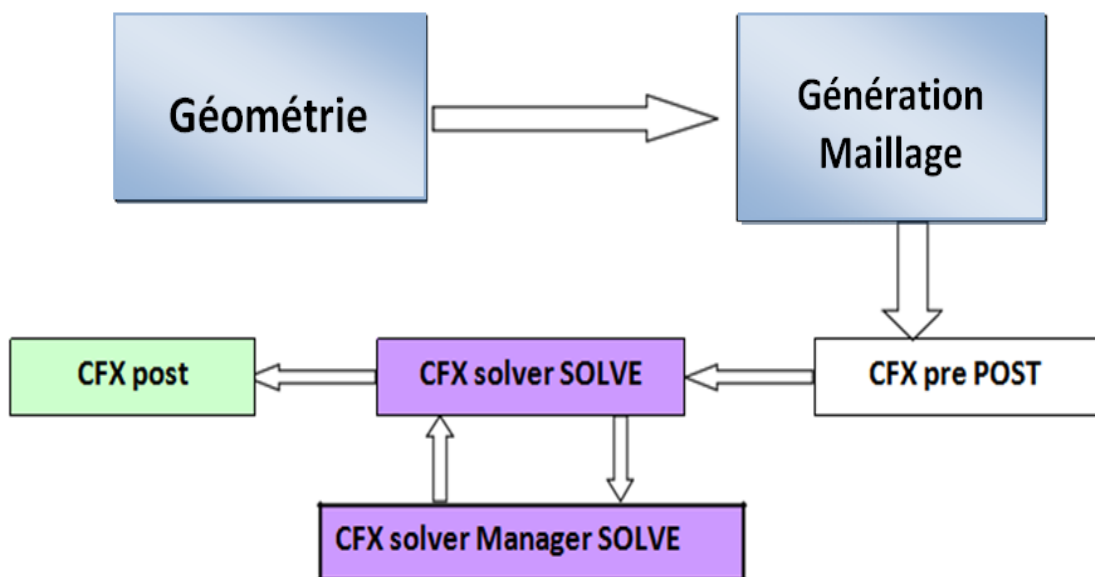 Géométrie
Génération
Maillage
CFX post
CFX solver SOLVE
CFX pre POST
CFX solver Manager SOLVE